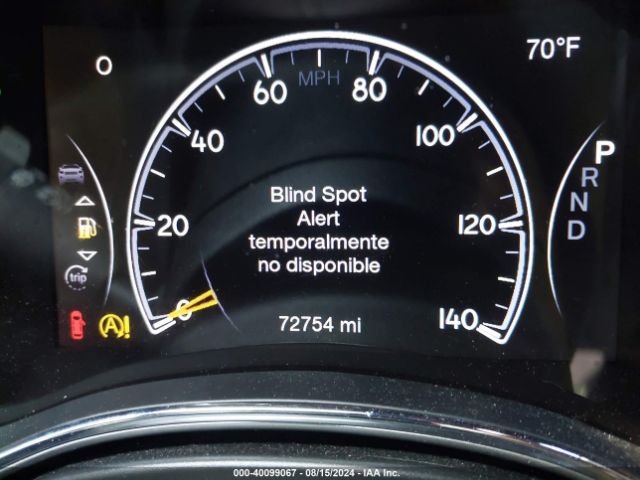 O
70°F
MPH
0
20
40
60
80
100
120
140
Blind Spot
Alert
temporalmente
no disponible
72754 mi
P
R
N
D
trip
A!
000-40099067 - 08/15/2024 - IAA Inc.